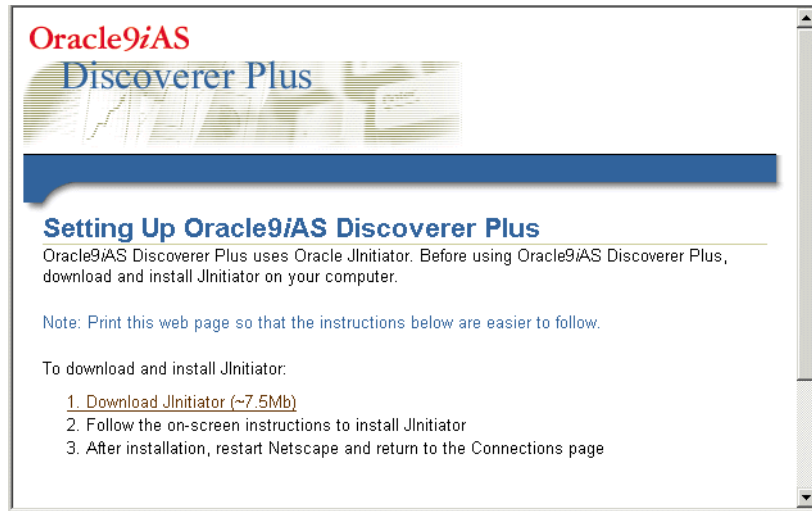 Oracle9iAS
Discoverer Plus
Setting Up Oracle9iAS Discoverer Plus
Oracle9iAS Discoverer Plus uses Oracle JInitiator. Before using Oracle9iAS Discoverer Plus,
download and install JInitiator on your computer.
Note: Print this web page so that the instructions below are easier to follow.
To download and install JInitiator:
1. Download JInitiator (~7.5Mb)
2. Follow the on-screen instructions to install JInitiator
3. After installation, restart Netscape and return to the Connections page